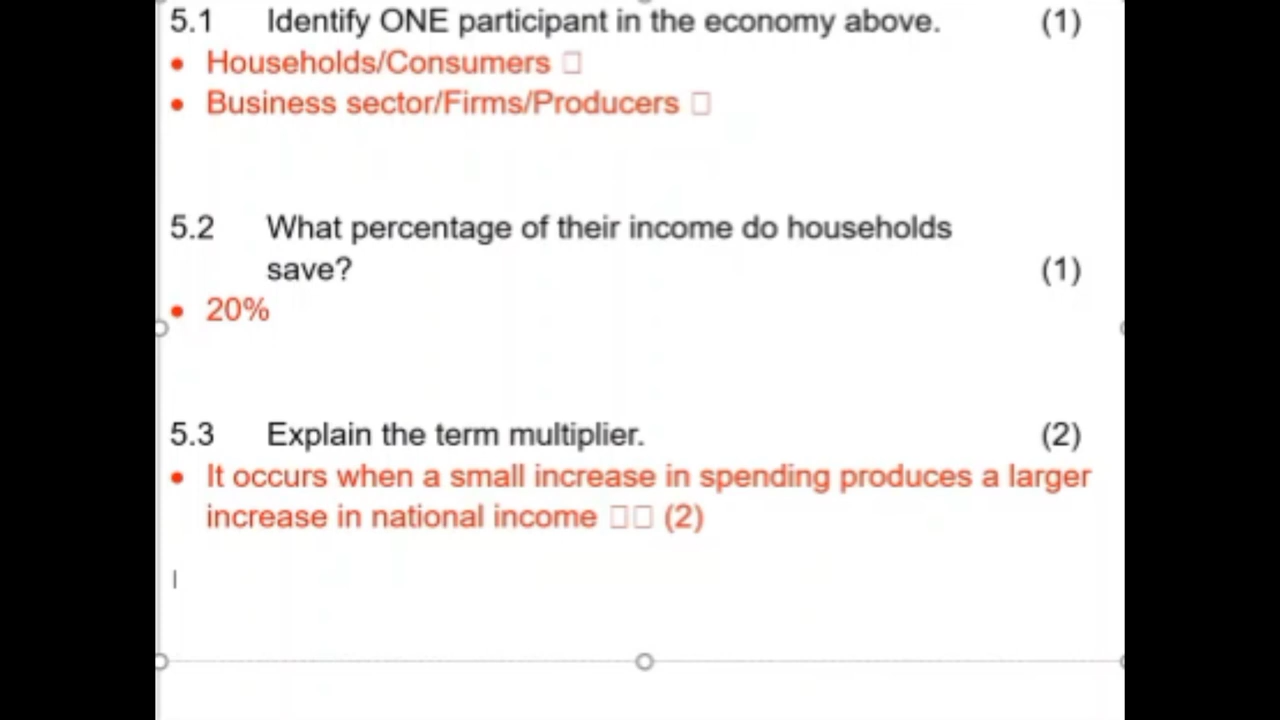 5.1 Identify ONE participant in the economy above. (1)
• Households/Consumers □
• Business sector/Firms/Producers □
5.2 What percentage of their income do households
save? (1)
• 20%
5.3 Explain the term multiplier. (2)
• It occurs when a small increase in spending produces a larger
increase in national income □□ (2)